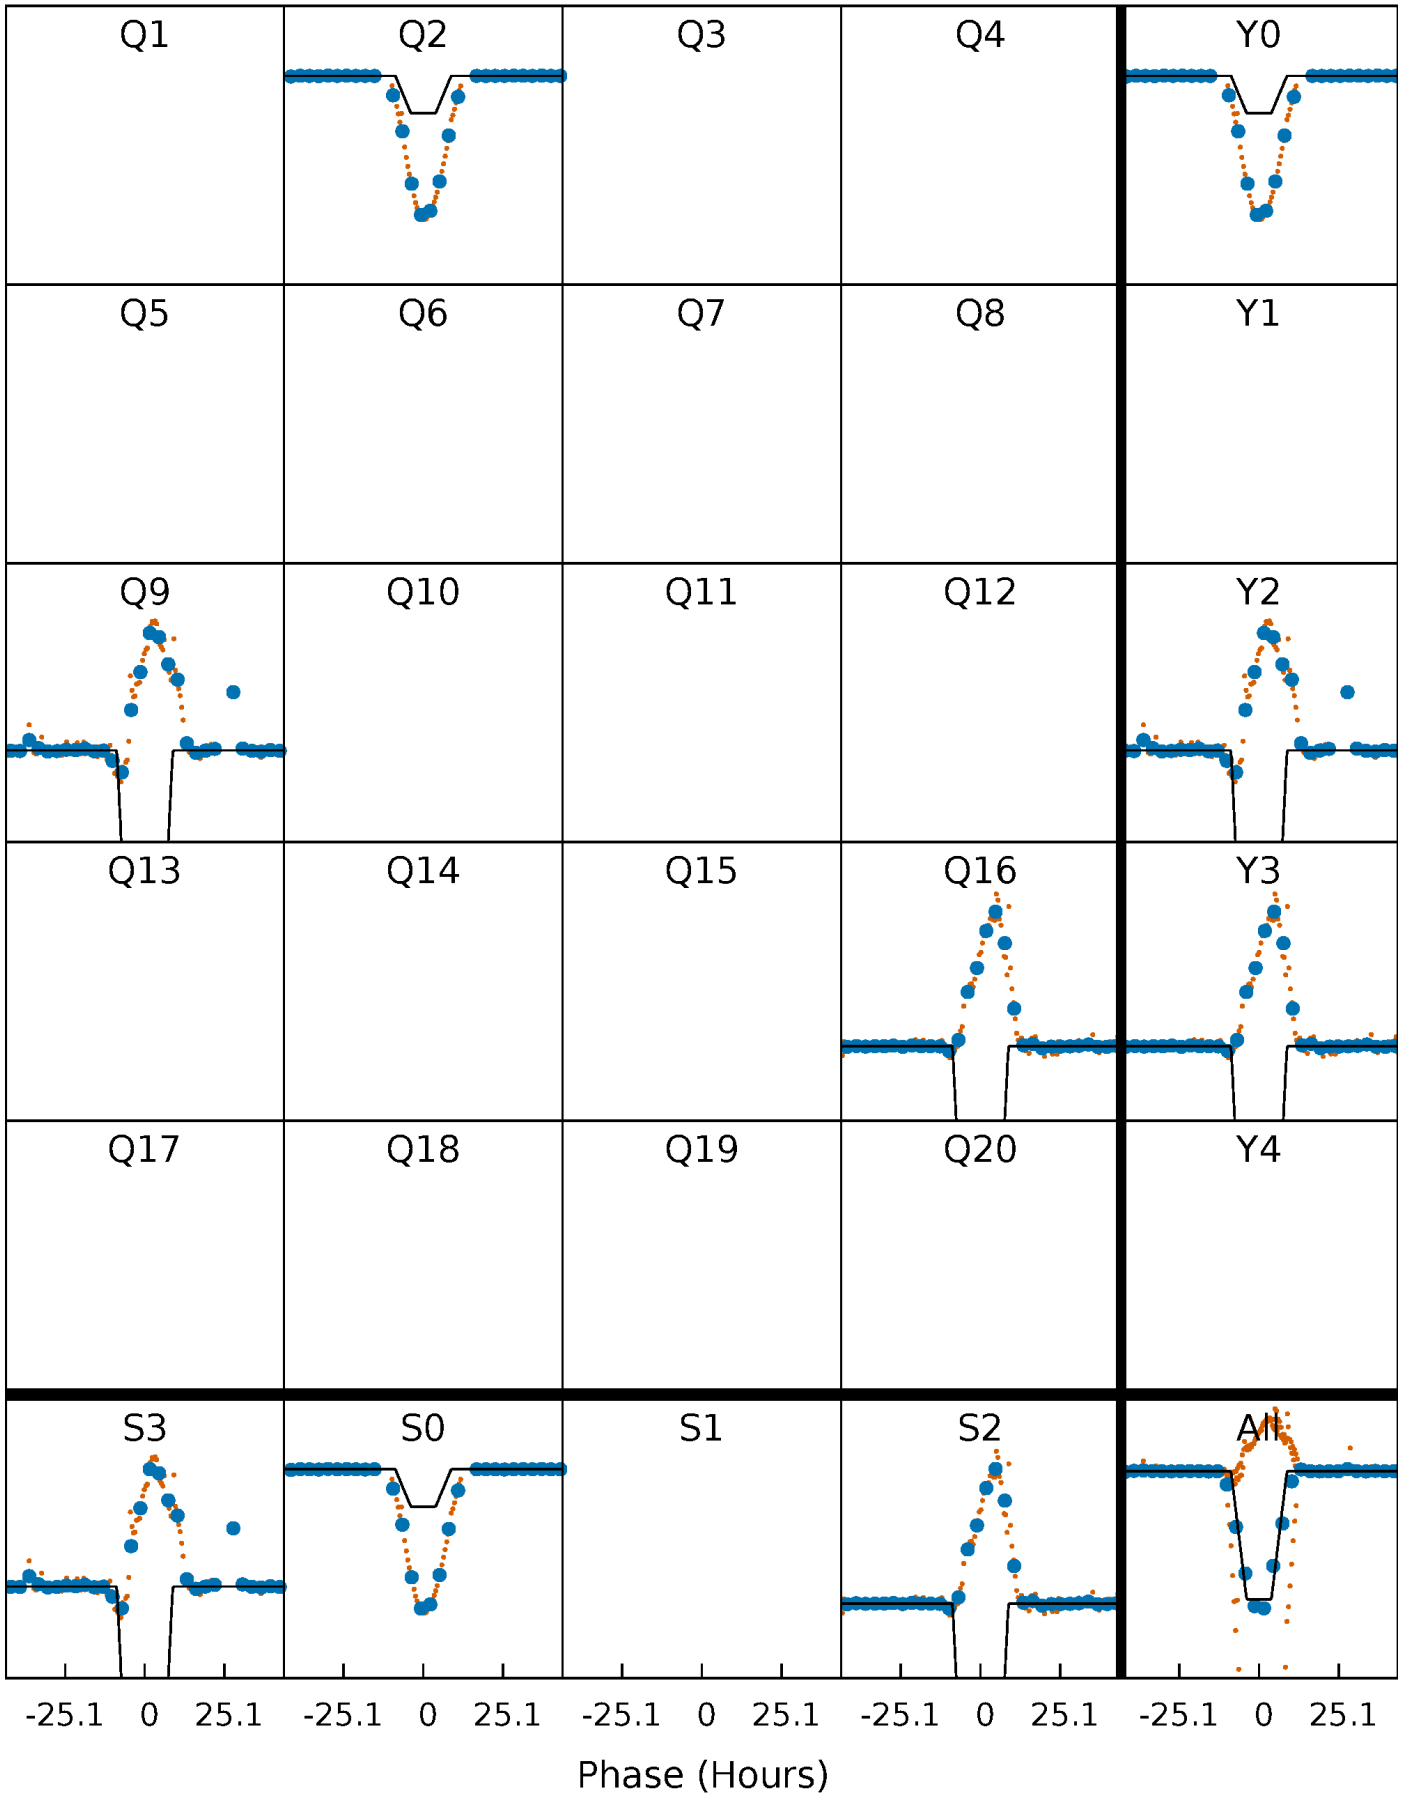 Q1 Q2 Q3 Q4 Y0
Q5 Q6 Q7 Q8 Y1
Q9 Q10 Q11 Q12 Y2
Q13 Q14 Q15 Q16 Y3
Q17 Q18 Q19 Q20 Y4
S3 S0 S1 S2 All
-25.1 0 25.1 -25.1 0 25.1 -25.1 0 25.1 -25.1 0 25.1 -25.1 0 25.1
Phase (Hours)